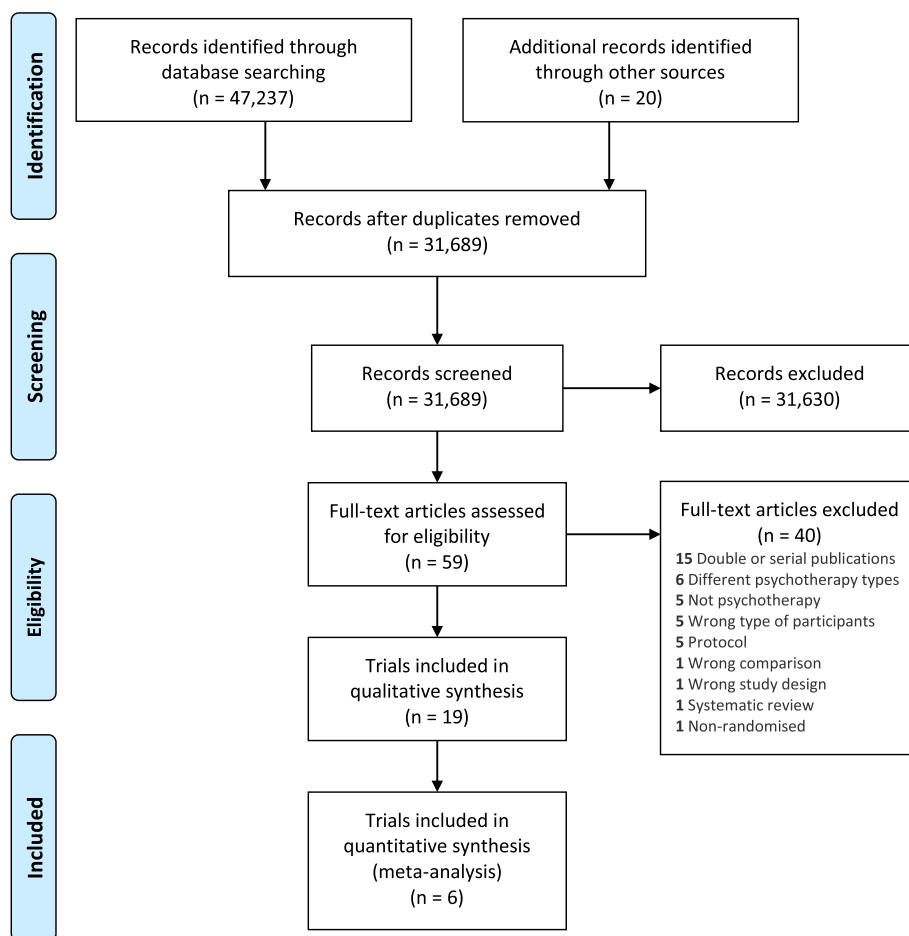 Identification
Records identified through
database searching
(n = 47,237)
Additional records identified
through other sources
(n = 20)
Records after duplicates removed
(n = 31,689)
Screening
Records screened
(n = 31,689)
Records excluded
(n = 31,630)
Eligibility
Full-text articles assessed
for eligibility
(n = 59)
Full-text articles excluded
(n = 40)
15 Double or serial publications
6 Different psychotherapy types
5 Not psychotherapy
5 Wrong type of participants
5 Protocol
1 Wrong comparison
1 Wrong study design
1 Systematic review
1 Non-randomised
Trials included in
qualitative synthesis
(n = 19)
Included
Trials included in
quantitative synthesis
(meta-analysis)
(n = 6)